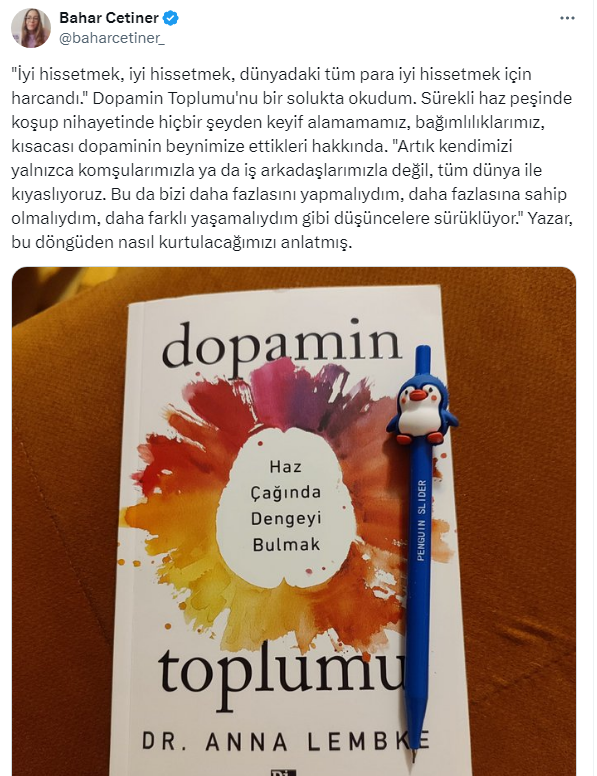 Bahar Cetiner
@baharcetiner_
"İyi hissetmek, iyi hissetmek, dünyadaki tüm para iyi hissetmek için
harcandı." Dopamin Toplumu'nu bir solukta okudum. Sürekli haz peşinde
koşup nihayetinde hiçbir şeyden keyif alamamamız, bağımlılıklarımız,
kısacası dopaminin beynimize ettikleri hakkında. "Artık kendimizi
yalnızca komşularımızla ya da iş arkadaşlarımızla değil, tüm dünya ile
kıyaslıyoruz. Bu da bizi daha fazlasını yapmalıydım, daha fazlasına sahip
olmalıydım, daha farklı yaşamalıydım gibi düşüncelere sürüklüyor." Yazar,
bu döngüden nasıl kurtulacağımızı anlatmış.
dopamin
Haz
Çağında
Dengeyi
Bulmak
PENGUIN SLIDER
toplumu
DR. ANNA LEMBKE